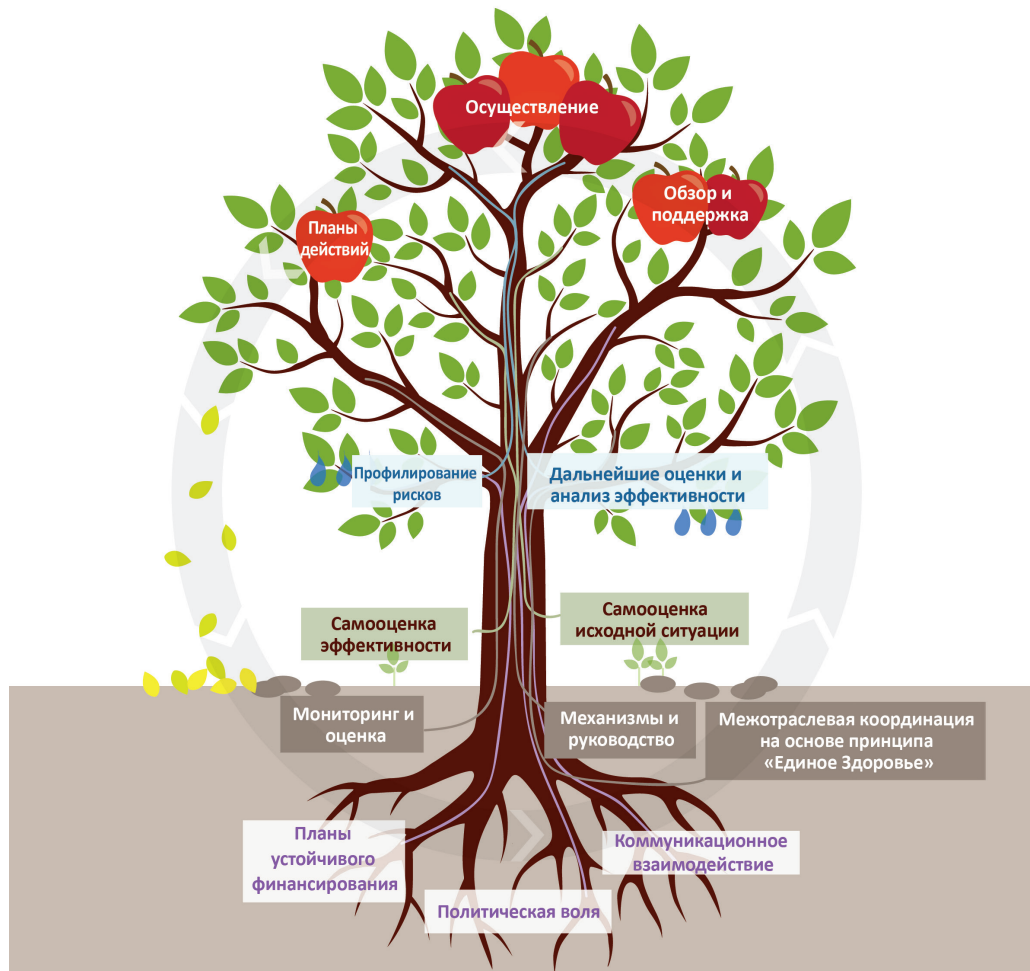 Осуществление
Обзор и
поддержка
Планы
действий
Профилирование
рисков
Дальнейшие оценки и
анализ эффективности
Самооценка
эффективности
Самооценка
исходной ситуации
Мониторинг и
оценка
Механизмы и
руководство
Межотраслевая координация
на основе принципа
«Единое Здоровье»
Планы
устойчивого
финансирования
Коммуникационное
взаимодействие
Политическая воля